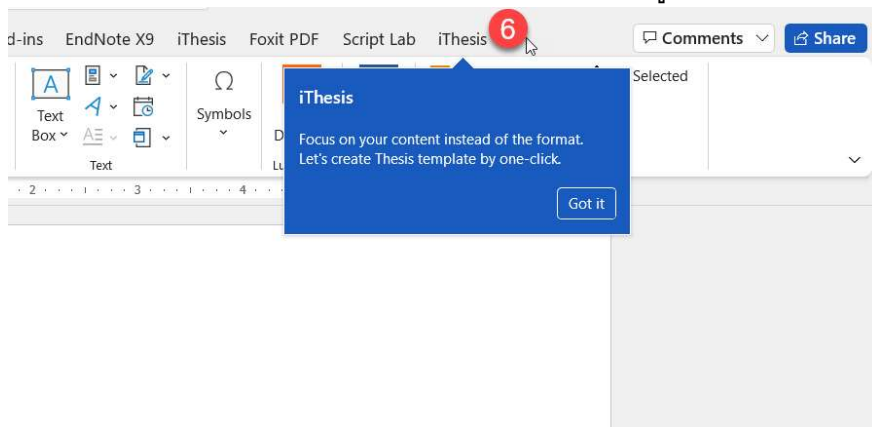 d-ins EndNote X9 iThesis Foxit PDF Script Lab iThesis 6 Comments Share
A
Text
Box
Symbols
Selected
Text
iThesis
Focus on your content instead of the format.
Let's create Thesis template by one-click.
Got it
2 3 4